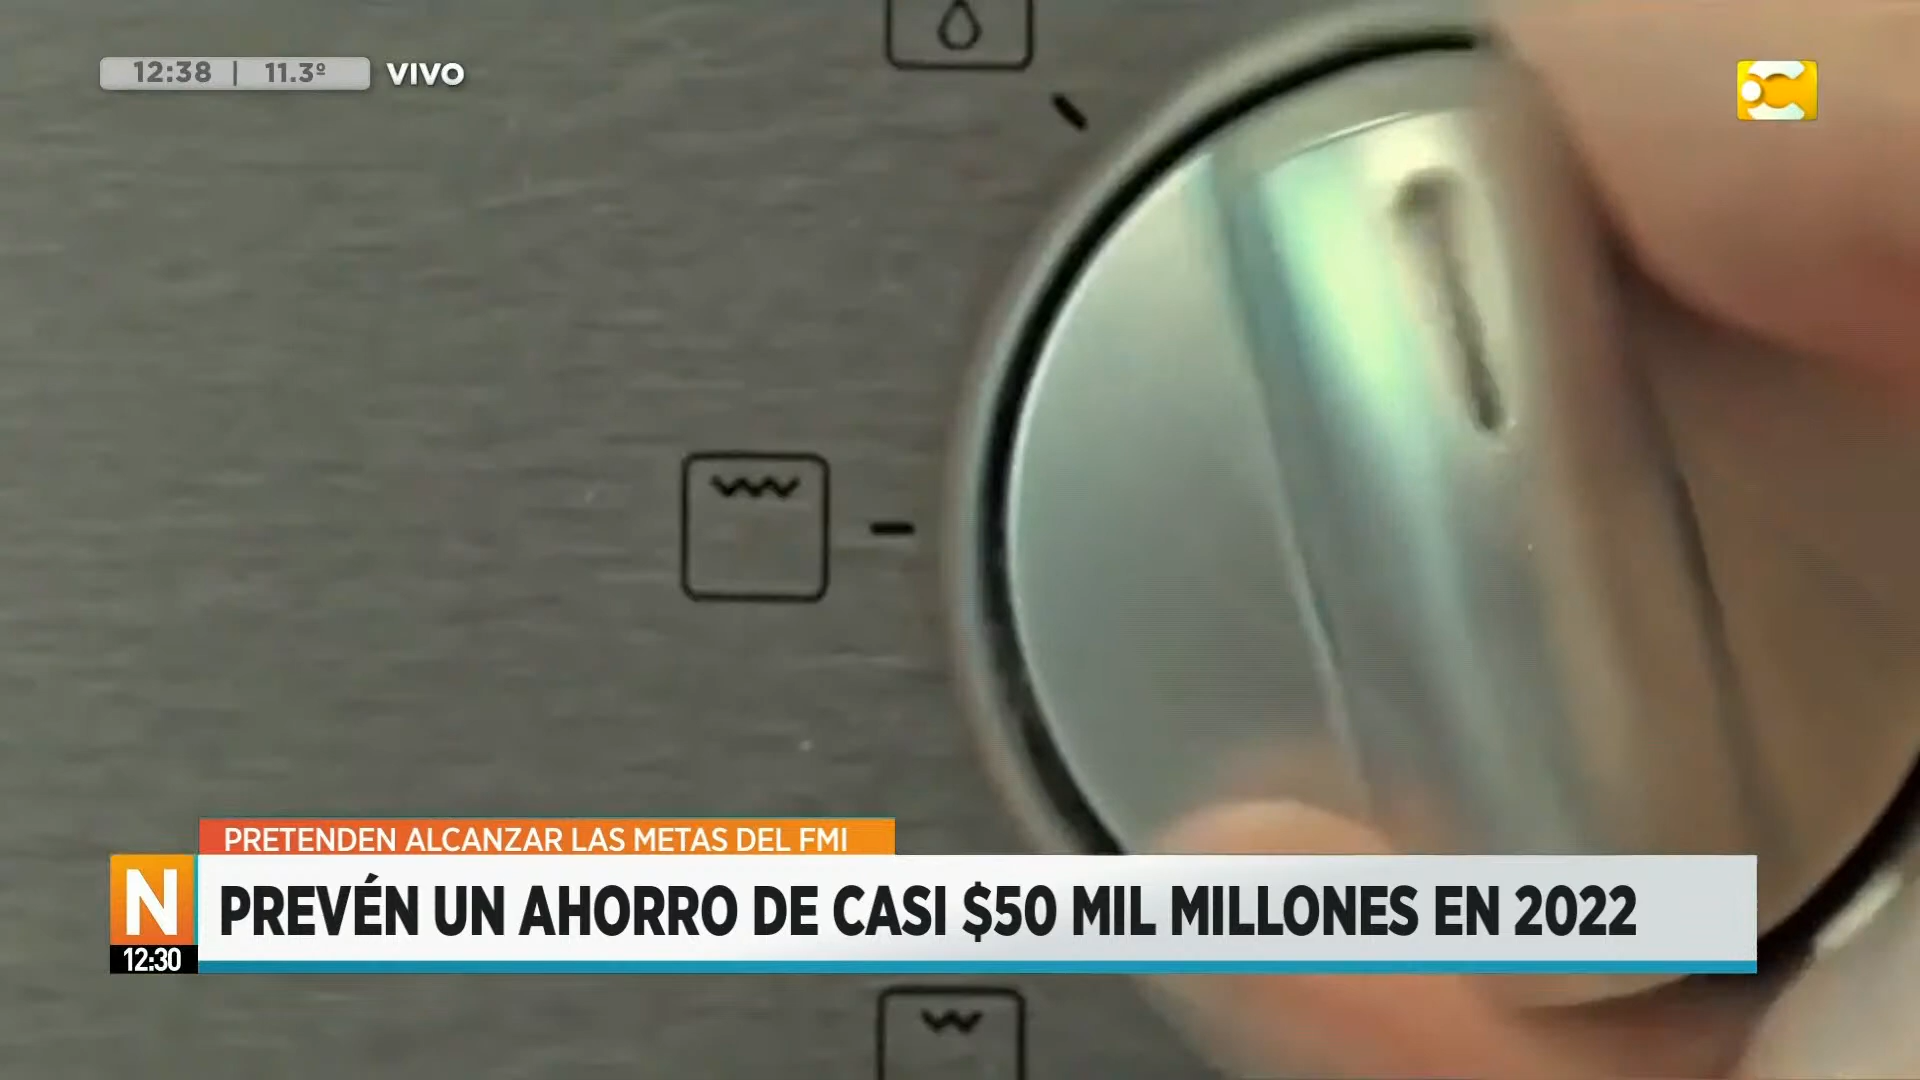 12:38 | 11.3º VIVO
PRETENDEN ALCANZAR LAS METAS DEL FMI
N PREVÉN UN AHORRO DE CASI $50 MIL MILLONES EN 2022
12:30